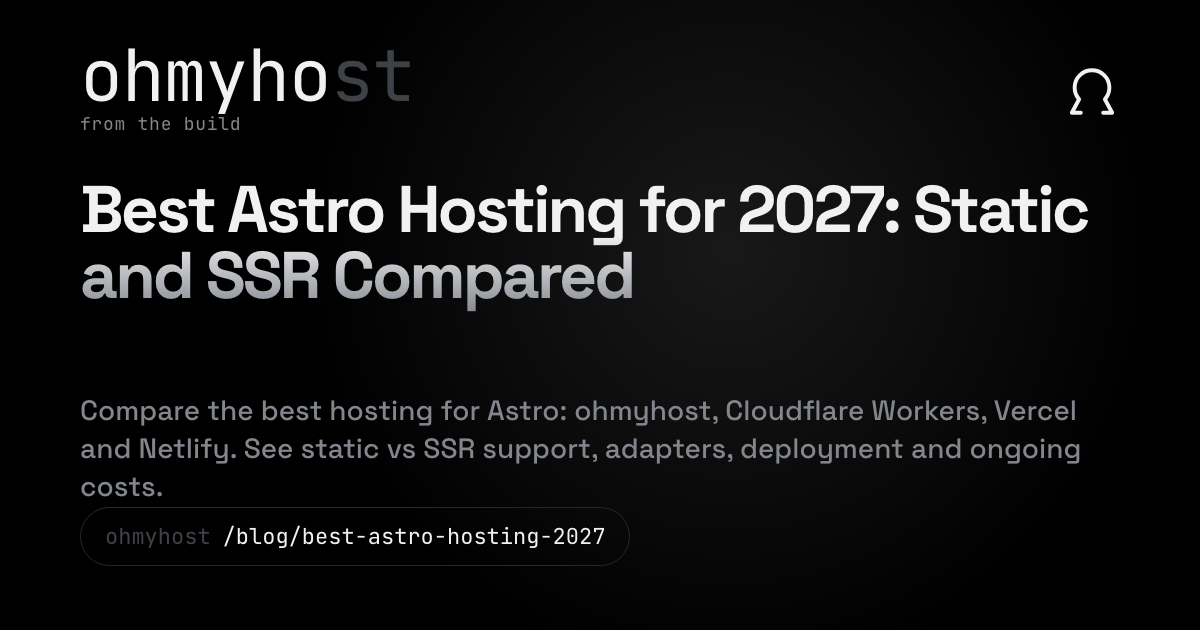 ohmyhost
from the build
Best Astro Hosting for 2027: Static
and SSR Compared
Compare the best hosting for Astro: ohmyhost, Cloudflare Workers, Vercel
and Netlify. See static vs SSR support, adapters, deployment and ongoing
costs.
ohmyhost /blog/best-astro-hosting-2027